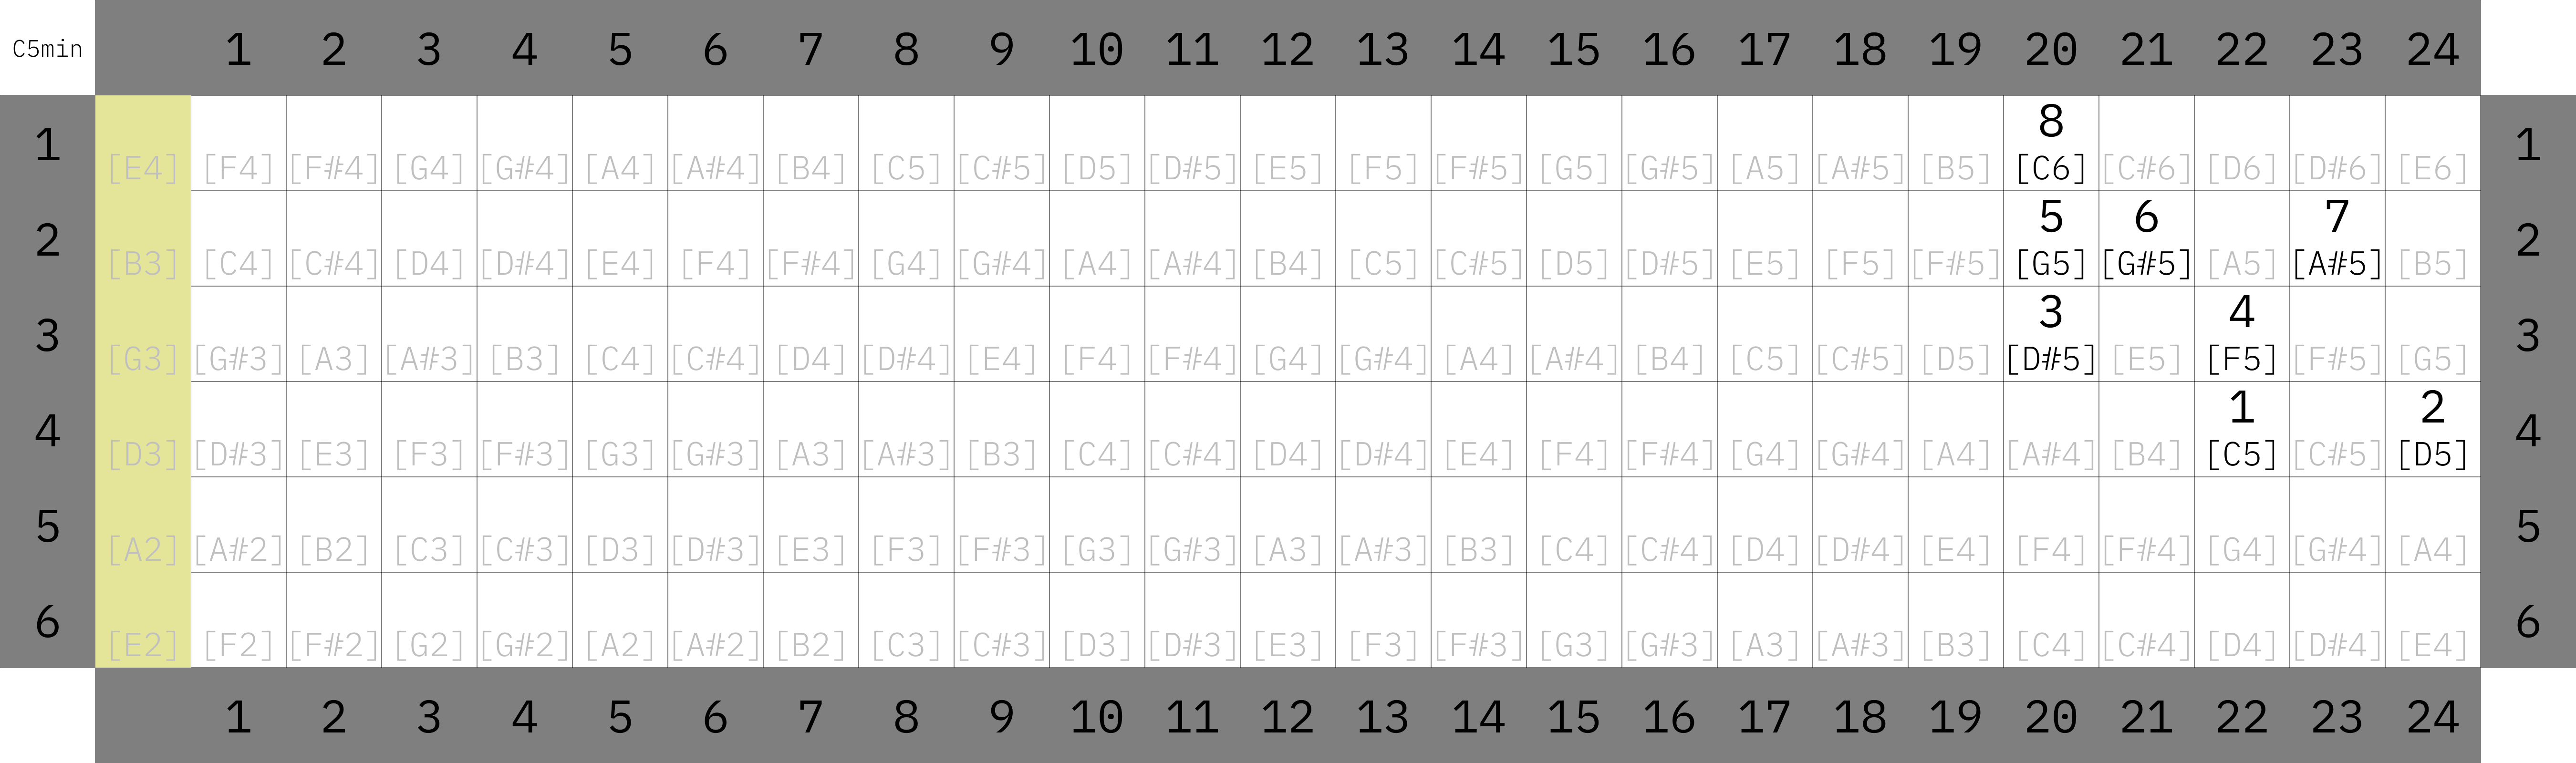 C5min 1 2 3 4 5 6 7 8 9 10 11 12 13 14 15 16 17 18 19 20 21 22 23 24
8
1 [E4] [F4] [F#4] [G4] [G#4] [A4] [A#4] [B4] [C5] [C#5] [D5] [D#5] [E5] [F5] [F#5] [G5] [G#5] [A5] [A#5] [B5] [C6] [C#6] [D6] [D#6] [E6] 1
5 6 7
2 [B3] [C4] [C#4] [D4] [D#4] [E4] [F4] [F#4] [G4] [G#4] [A4] [A#4] [B4] [C5] [C#5] [D5] [D#5] [E5] [F5] [F#5] [G5] [G#5] [A5] [A#5] [B5] 2
3 4
3 [G3] [G#3] [A3] [A#3] [B3] [C4] [C#4] [D4] [D#4] [E4] [F4] [F#4] [G4] [G#4] [A4] [A#4] [B4] [C5] [C#5] [D5] [D#5] [E5] [F5] [F#5] [G5] 3
1 2
4 [D3] [D#3] [E3] [F3] [F#3] [G3] [G#3] [A3] [A#3] [B3] [C4] [C#4] [D4] [D#4] [E4] [F4] [F#4] [G4] [G#4] [A4] [A#4] [B4] [C5] [C#5] [D5] 4
5 [A2] [A#2] [B2] [C3] [C#3] [D3] [D#3] [E3] [F3] [F#3] [G3] [G#3] [A3] [A#3] [B3] [C4] [C#4] [D4] [D#4] [E4] [F4] [F#4] [G4] [G#4] [A4] 5
6 [E2] [F2] [F#2] [G2] [G#2] [A2] [A#2] [B2] [C3] [C#3] [D3] [D#3] [E3] [F3] [F#3] [G3] [G#3] [A3] [A#3] [B3] [C4] [C#4] [D4] [D#4] [E4] 6
1 2 3 4 5 6 7 8 9 10 11 12 13 14 15 16 17 18 19 20 21 22 23 24